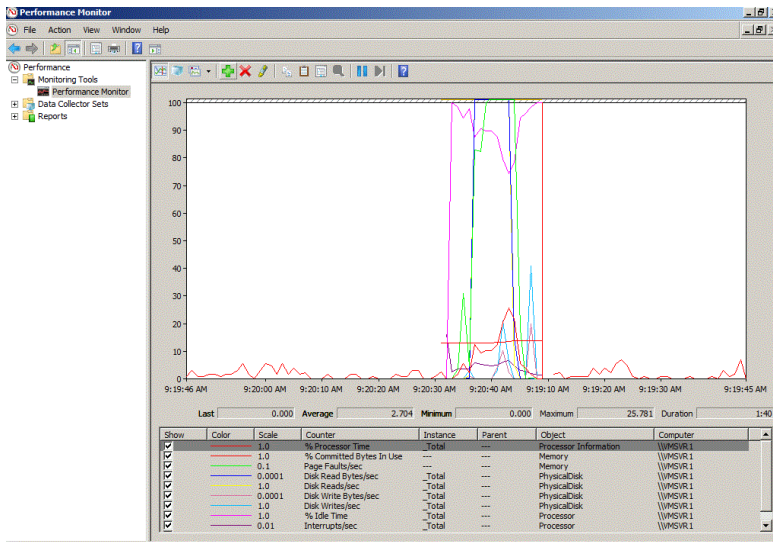 Performance Monitor
File Action View Window Help
Performance
Monitoring Tools
Performance Monitor
Data Collector Sets
Reports
100
90
80
70
60
50
40
30
20
10
0
9:19:46 AM 9:20:00 AM 9:20:10 AM 9:20:20 AM 9:20:30 AM 9:20:40 AM 9:19:10 AM 9:19:20 AM 9:19:30 AM 9:19:45 AM
Last 0.000 Average 2.704 Minimum 0.000 Maximum 25.781 Duration 1:40
Show Color Scale Counter Instance Parent Object Computer
1.0 % Processor Time _Total --- Processor Information \\VMSVR1
1.0 % Committed Bytes In Use --- --- Memory \\VMSVR1
0.1 Page Faults/sec --- --- Memory \\VMSVR1
0.0001 Disk Read Bytes/sec _Total --- PhysicalDisk \\VMSVR1
1.0 Disk Reads/sec _Total --- PhysicalDisk \\VMSVR1
0.0001 Disk Write Bytes/sec _Total --- PhysicalDisk \\VMSVR1
1.0 Disk Writes/sec _Total --- PhysicalDisk \\VMSVR1
1.0 % Idle Time _Total --- Processor \\VMSVR1
0.01 Interrupts/sec _Total --- Processor \\VMSVR1